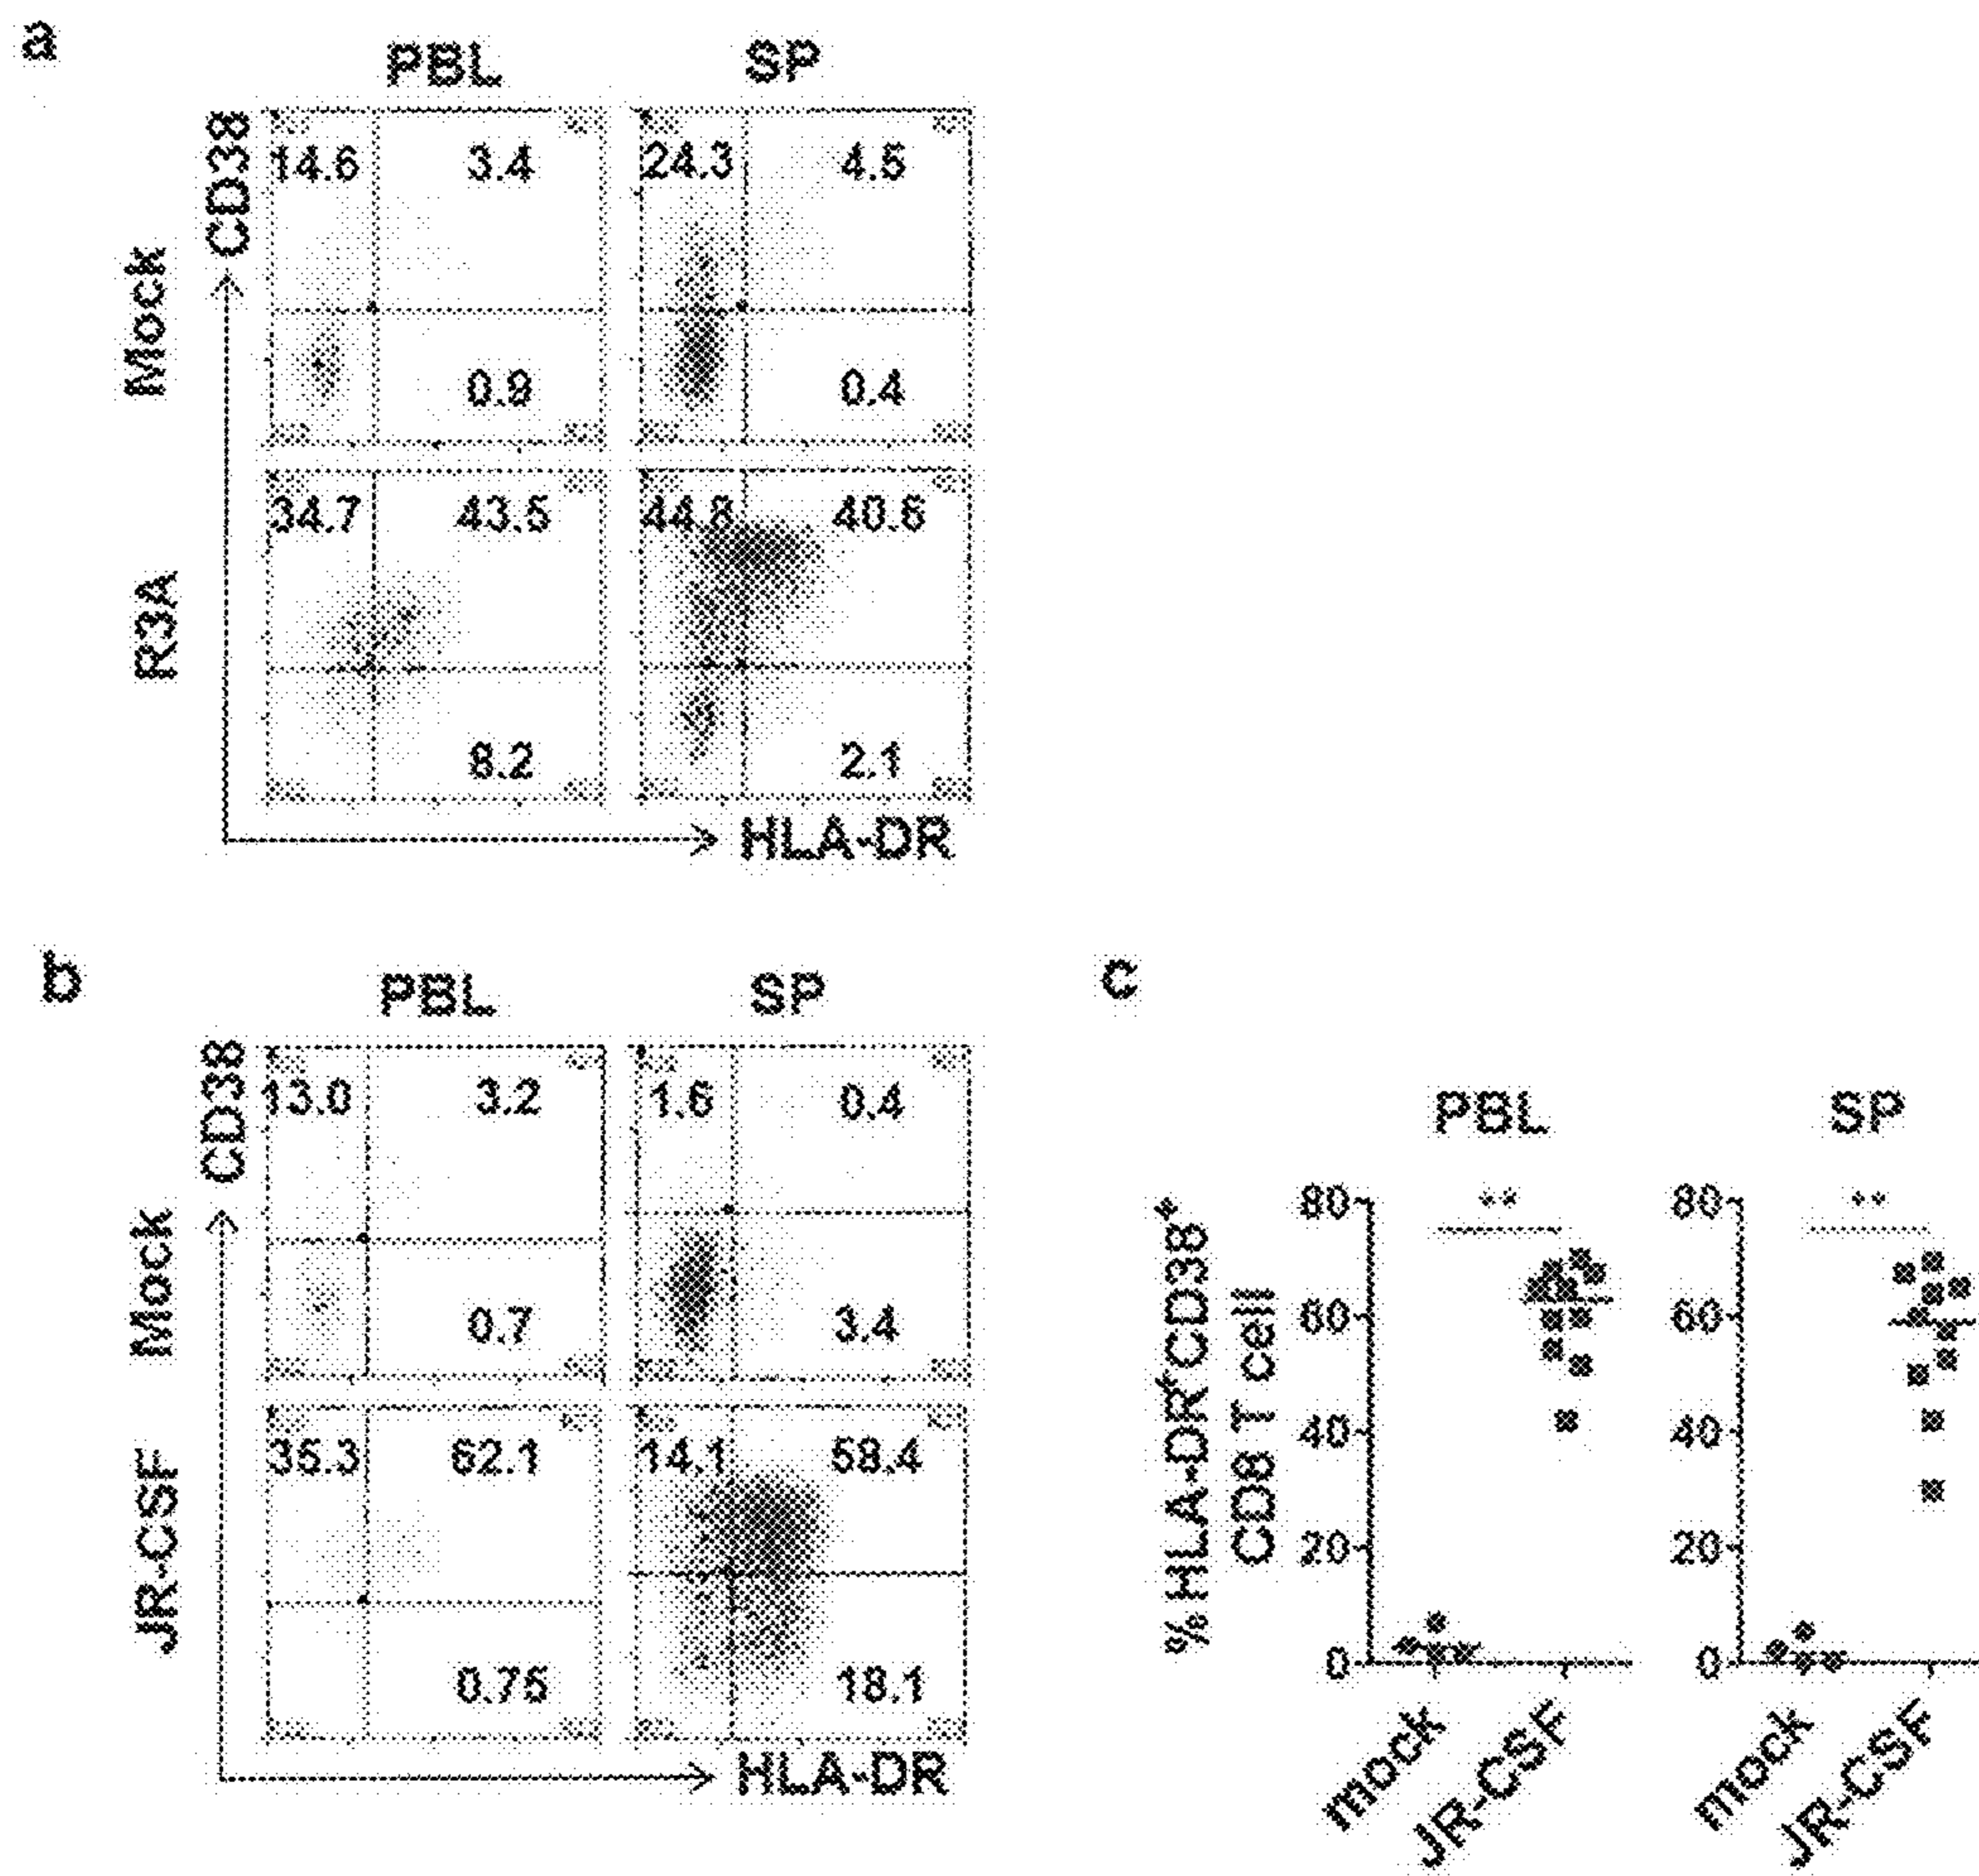 a
PBL SP
CD38
Mock
14.6 3.4 24.3 4.5
0.9 0.4
R3A
34.7 43.5 44.8 40.6
8.2 2.1
HLA-DR
b
PBL SP
CD38
Mock
13.0 3.2 1.6 0.4
0.7 3.4
JR-CSF
35.3 62.1 14.1 58.4
0.75 18.1
HLA-DR
c
PBL SP
% HLA-DR+CD38+
CD8 T cell
80 ** 80 **
60 60
40 40
20 20
0 0
mock JR-CSF mock JR-CSF